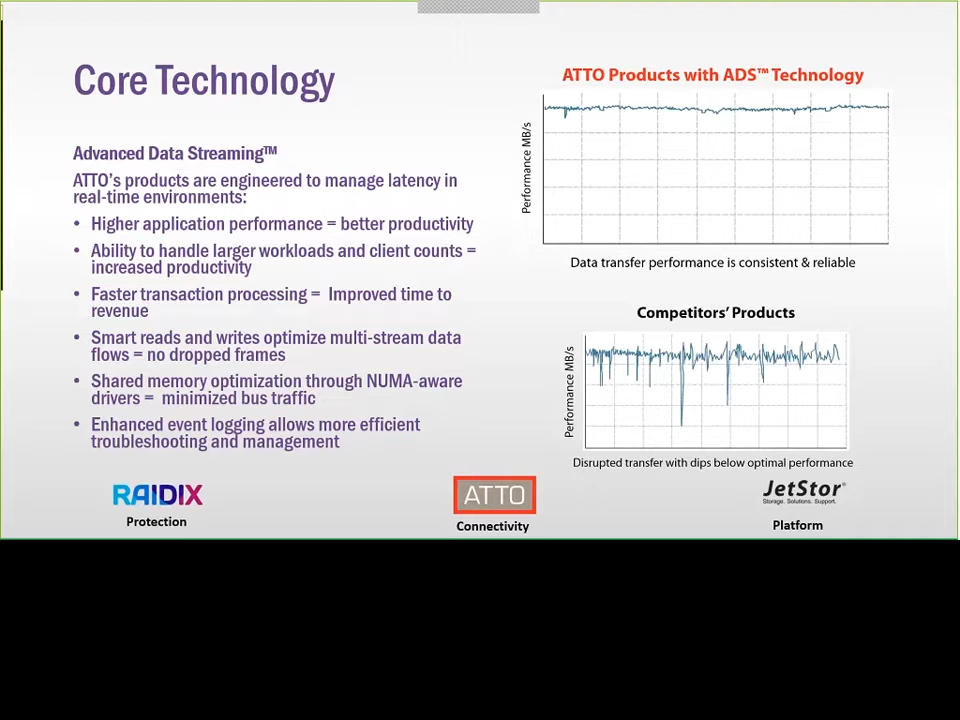 Core Technology
Advanced Data Streaming™
ATTO's products are engineered to manage latency in
real-time environments:
• Higher application performance = better productivity
• Ability to handle larger workloads and client counts =
increased productivity
• Faster transaction processing = Improved time to
revenue
• Smart reads and writes optimize multi-stream data
flows = no dropped frames
• Shared memory optimization through NUMA-aware
drivers = minimized bus traffic
• Enhanced event logging allows more efficient
troubleshooting and management
ATTO Products with ADS™ Technology
Performance MB/s
Data transfer performance is consistent & reliable
Competitors' Products
Performance MB/s
Disrupted transfer with dips below optimal performance
RAIDIX
Protection
ATTO
Connectivity
JetStor®
Storage. Solutions. Support.
Platform